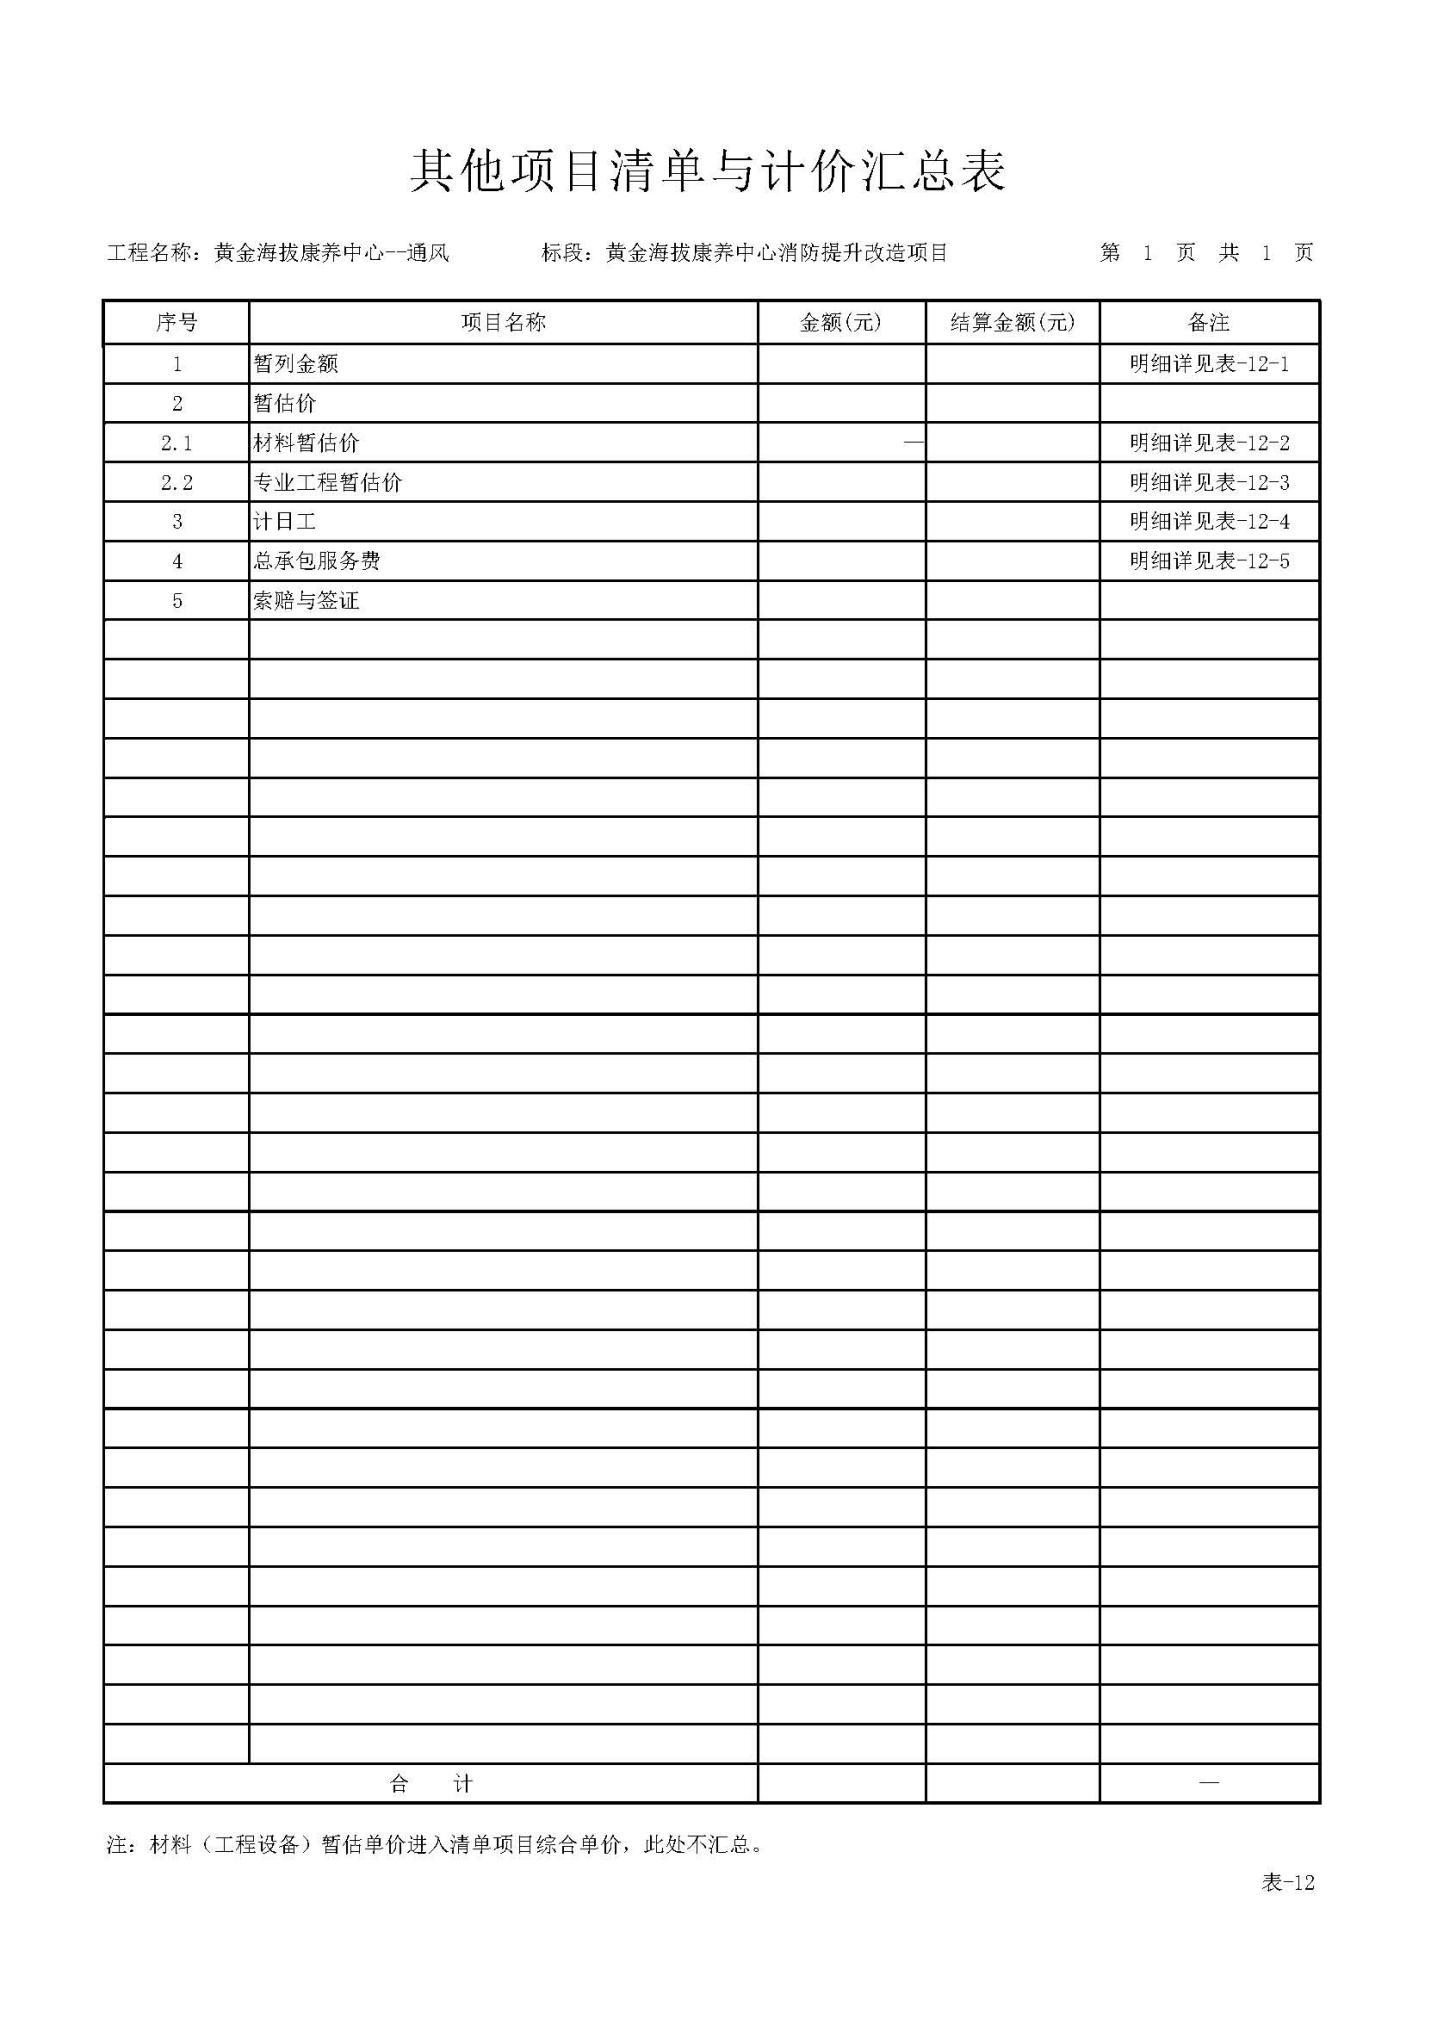 其他项目清单与计价汇总表
工程名称：黄金海拔康养中心--通风 标段：黄金海拔康养中心消防提升改造项目 第 1 页 共 1 页
序号 项目名称 金额(元) 结算金额(元) 备注
1 暂列金额 明细详见表-12-1
2 暂估价
2.1 材料暂估价 — 明细详见表-12-2
2.2 专业工程暂估价 明细详见表-12-3
3 计日工 明细详见表-12-4
4 总承包服务费 明细详见表-12-5
5 索赔与签证
合 计 —
注：材料（工程设备）暂估单价进入清单项目综合单价，此处不汇总。
表-12